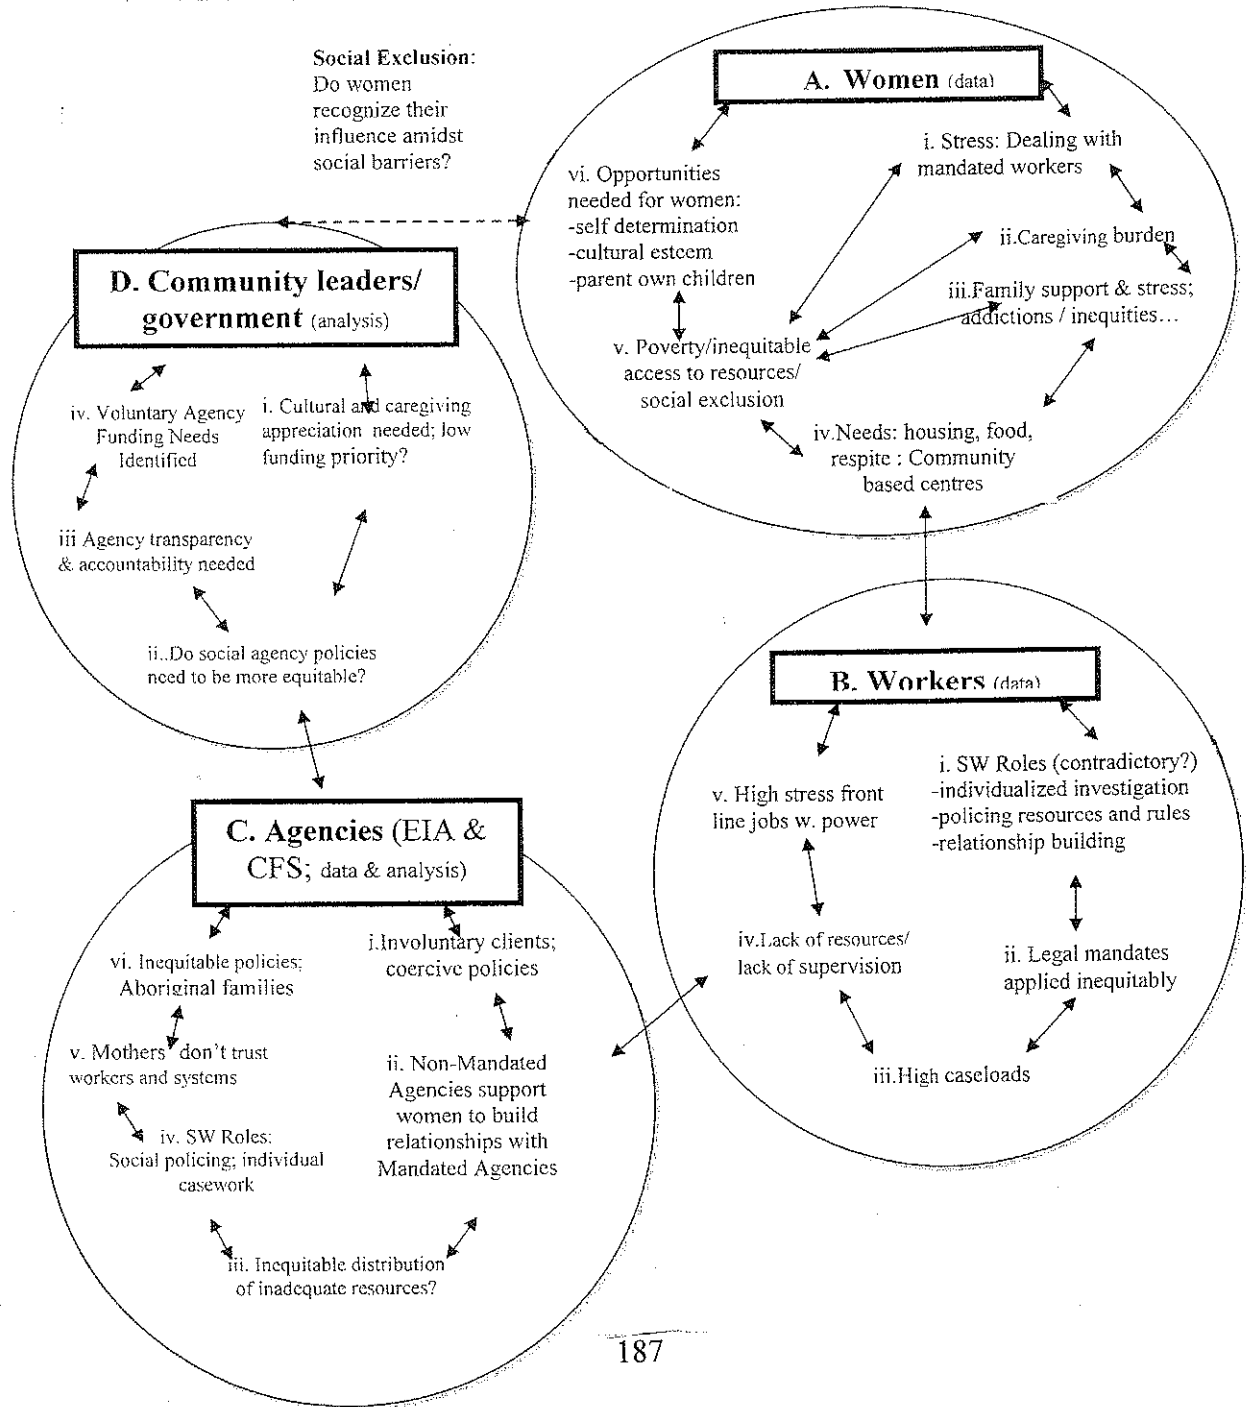 Social Exclusion:
Do women
recognize their
influence amidst
social barriers?
A. Women (data)
i. Stress: Dealing with
mandated workers
ii.Caregiving burden
iii.Family support & stress;
addictions / inequities…
iv.Needs: housing, food,
respite : Community
based centres
v. Poverty/inequitable
access to resources/
social exclusion
vi. Opportunities
needed for women:
-self determination
-cultural esteem
-parent own children
B. Workers (data)
i. SW Roles (contradictory?)
-individualized investigation
-policing resources and rules
-relationship building
ii. Legal mandates
applied inequitably
iii.High caseloads
iv.Lack of resources/
lack of supervision
v. High stress front
line jobs w. power
C. Agencies (EIA &
CFS; data & analysis)
i.Involuntary clients;
coercive policies
ii. Non-Mandated
Agencies support
women to build
relationships with
Mandated Agencies
iii. Inequitable distribution
of inadequate resources?
iv. SW Roles:
Social policing; individual
casework
v. Mothers' don't trust
workers and systems
vi. Inequitable policies;
Aboriginal families
D. Community leaders/
government (analysis)
i. Cultural and caregiving
appreciation needed; low
funding priority?
ii..Do social agency policies
need to be more equitable?
iii Agency transparency
& accountability needed
iv. Voluntary Agency
Funding Needs
Identified
187